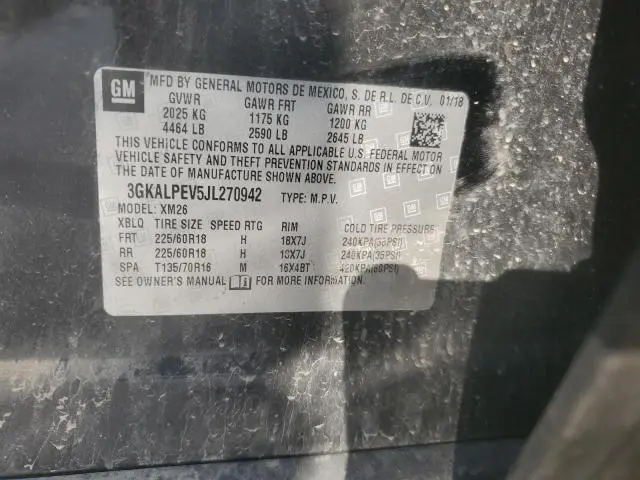 GM
MFD BY GENERAL MOTORS DE MEXICO, S. DE R.L. DE C.V. 01/18
GVWR GAWR FRT GAWR RR
2025 KG 1175 KG 1200 KG
4464 LB 2590 LB 2645 LB
THIS VEHICLE CONFORMS TO ALL APPLICABLE U.S. FEDERAL MOTOR
VEHICLE SAFETY AND THEFT PREVENTION STANDARDS IN EFFECT ON
THE DATE OF MANUFACTURE SHOWN ABOVE.
3GKALPEV5JL270942 TYPE: M.P.V.
MODEL: XM26
XBLQ TIRE SIZE SPEED RTG RIM COLD TIRE PRESSURE
FRT 225/60R18 H 18X7J 240KPA(35PSI)
RR 225/60R18 H 18X7J 240KPA(35PSI)
SPA T135/70R16 M 16X4BT 420KPA(60PSI)
SEE OWNER'S MANUAL FOR MORE INFORMATION.